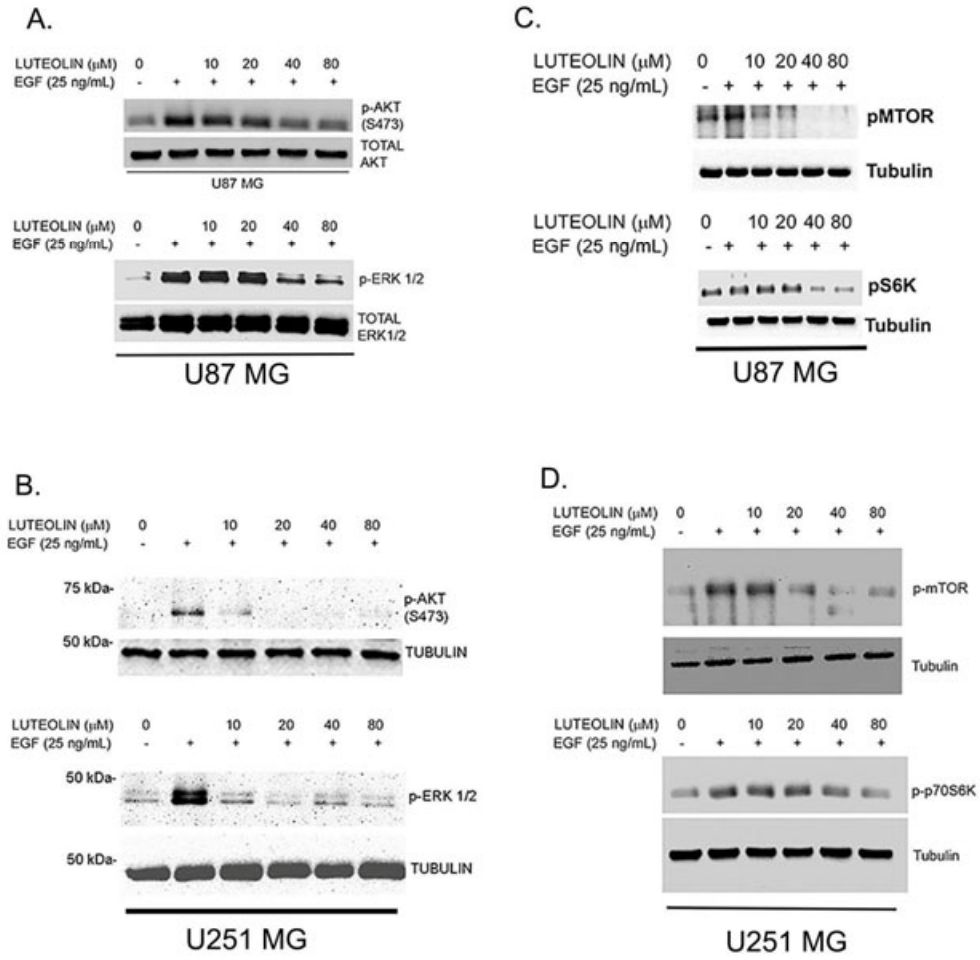 A.
LUTEOLIN (μM) 0 10 20 40 80
EGF (25 ng/mL) - + + + + +
p-AKT
(S473)
TOTAL
AKT
U87 MG
LUTEOLIN (μM) 0 10 20 40 80
EGF (25 ng/mL) - + + + + +
p-ERK 1/2
TOTAL
ERK1/2
U87 MG
C.
LUTEOLIN (μM) 0 10 20 40 80
EGF (25 ng/mL) - + + + + +
pMTOR
Tubulin
LUTEOLIN (μM) 0 10 20 40 80
EGF (25 ng/mL) - + + + + +
pS6K
Tubulin
U87 MG
B.
LUTEOLIN (μM) 0 10 20 40 80
EGF (25 ng/mL) - + + + + +
75 kDa-
p-AKT
(S473)
50 kDa-
TUBULIN
LUTEOLIN (μM) 0 10 20 40 80
EGF (25 ng/mL) - + + + + +
50 kDa-
p-ERK 1/2
50 kDa-
TUBULIN
U251 MG
D.
LUTEOLIN (μM) 0 10 20 40 80
EGF (25 ng/mL) - + + + + +
p-mTOR
Tubulin
LUTEOLIN (μM) 0 10 20 40 80
EGF (25 ng/mL) - + + + + +
p-p70S6K
Tubulin
U251 MG